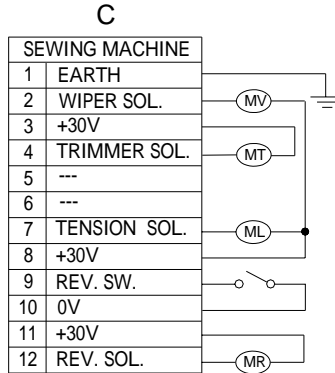 C
SEWING MACHINE
1 EARTH
2 WIPER SOL. MV
3 +30V
4 TRIMMER SOL. MT
5 ---
6 ---
7 TENSION SOL. ML
8 +30V
9 REV. SW.
10 0V
11 +30V
12 REV. SOL. MR